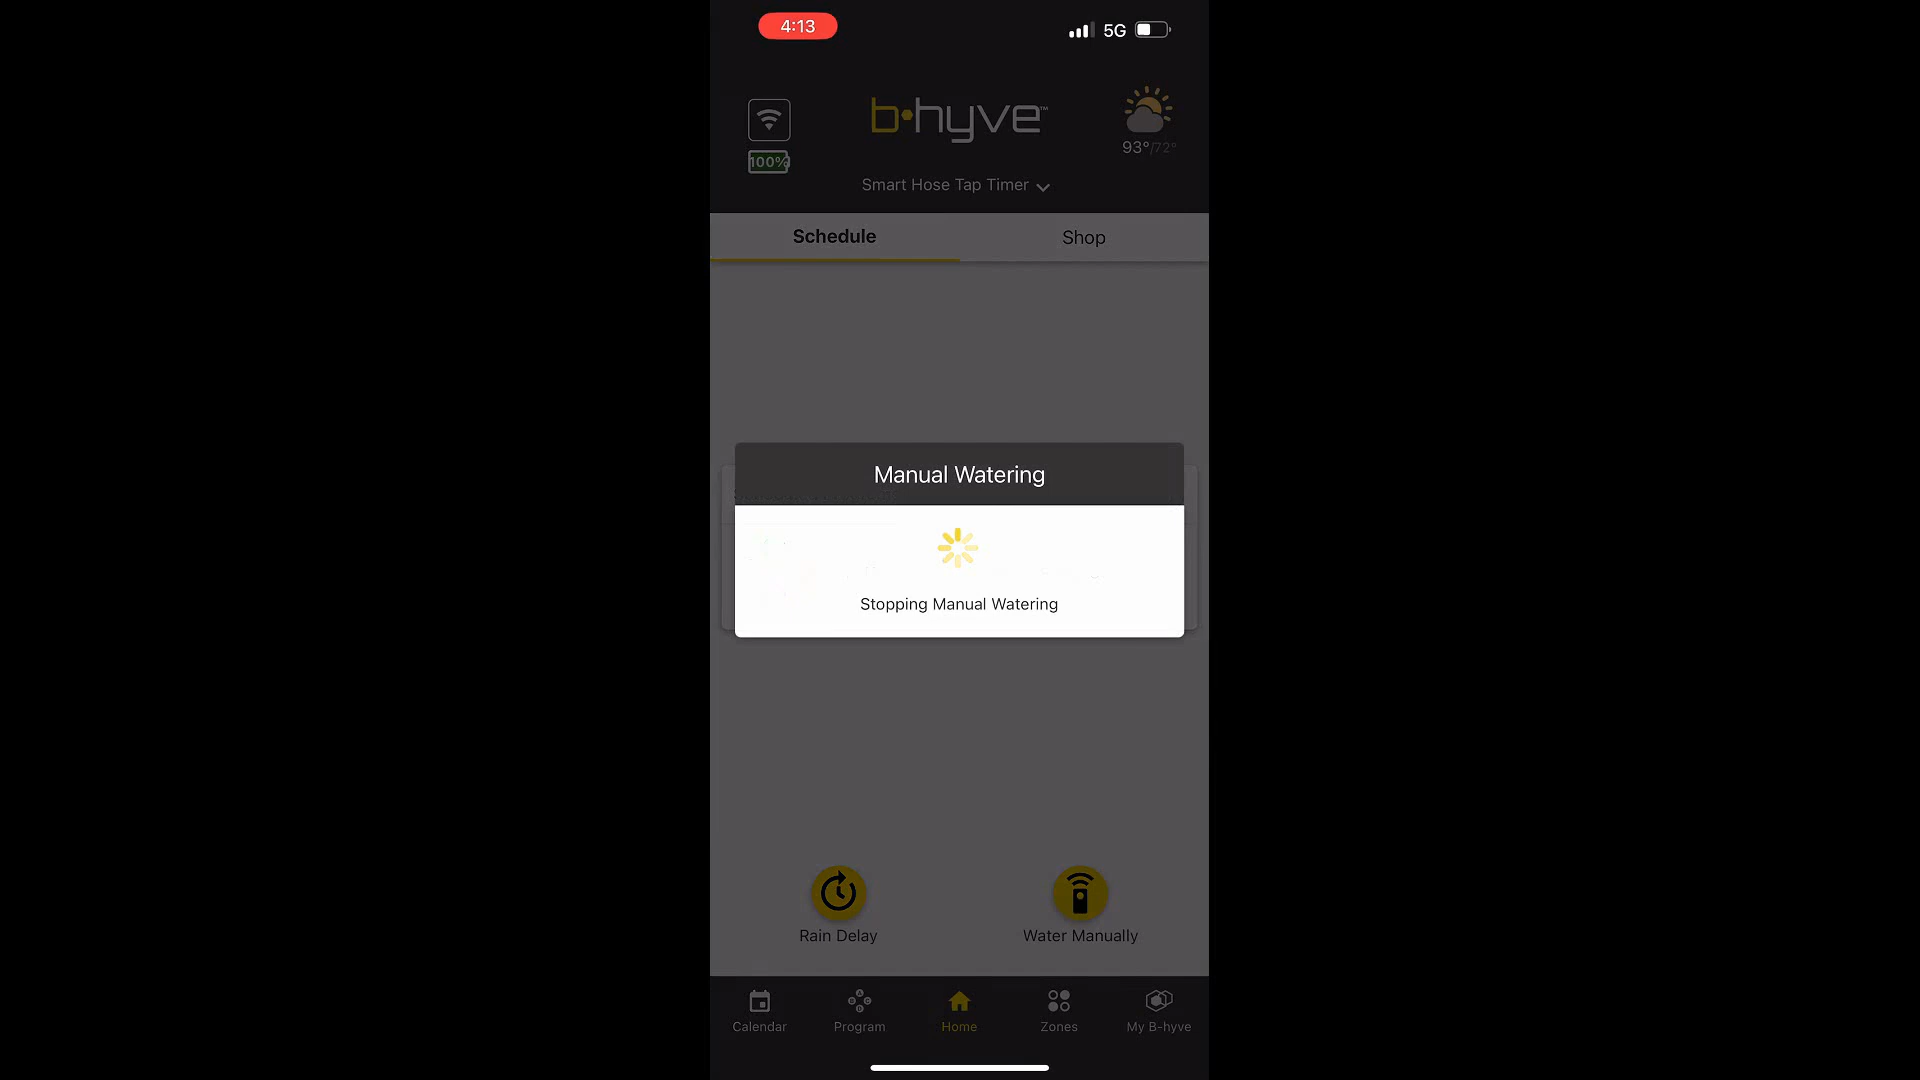 4:13
5G
b·hyve™
100%
93°/72°
Smart Hose Tap Timer
Schedule
Shop
Manual Watering
Stopping Manual Watering
Rain Delay
Water Manually
Calendar
Program
Home
Zones
My B-hyve